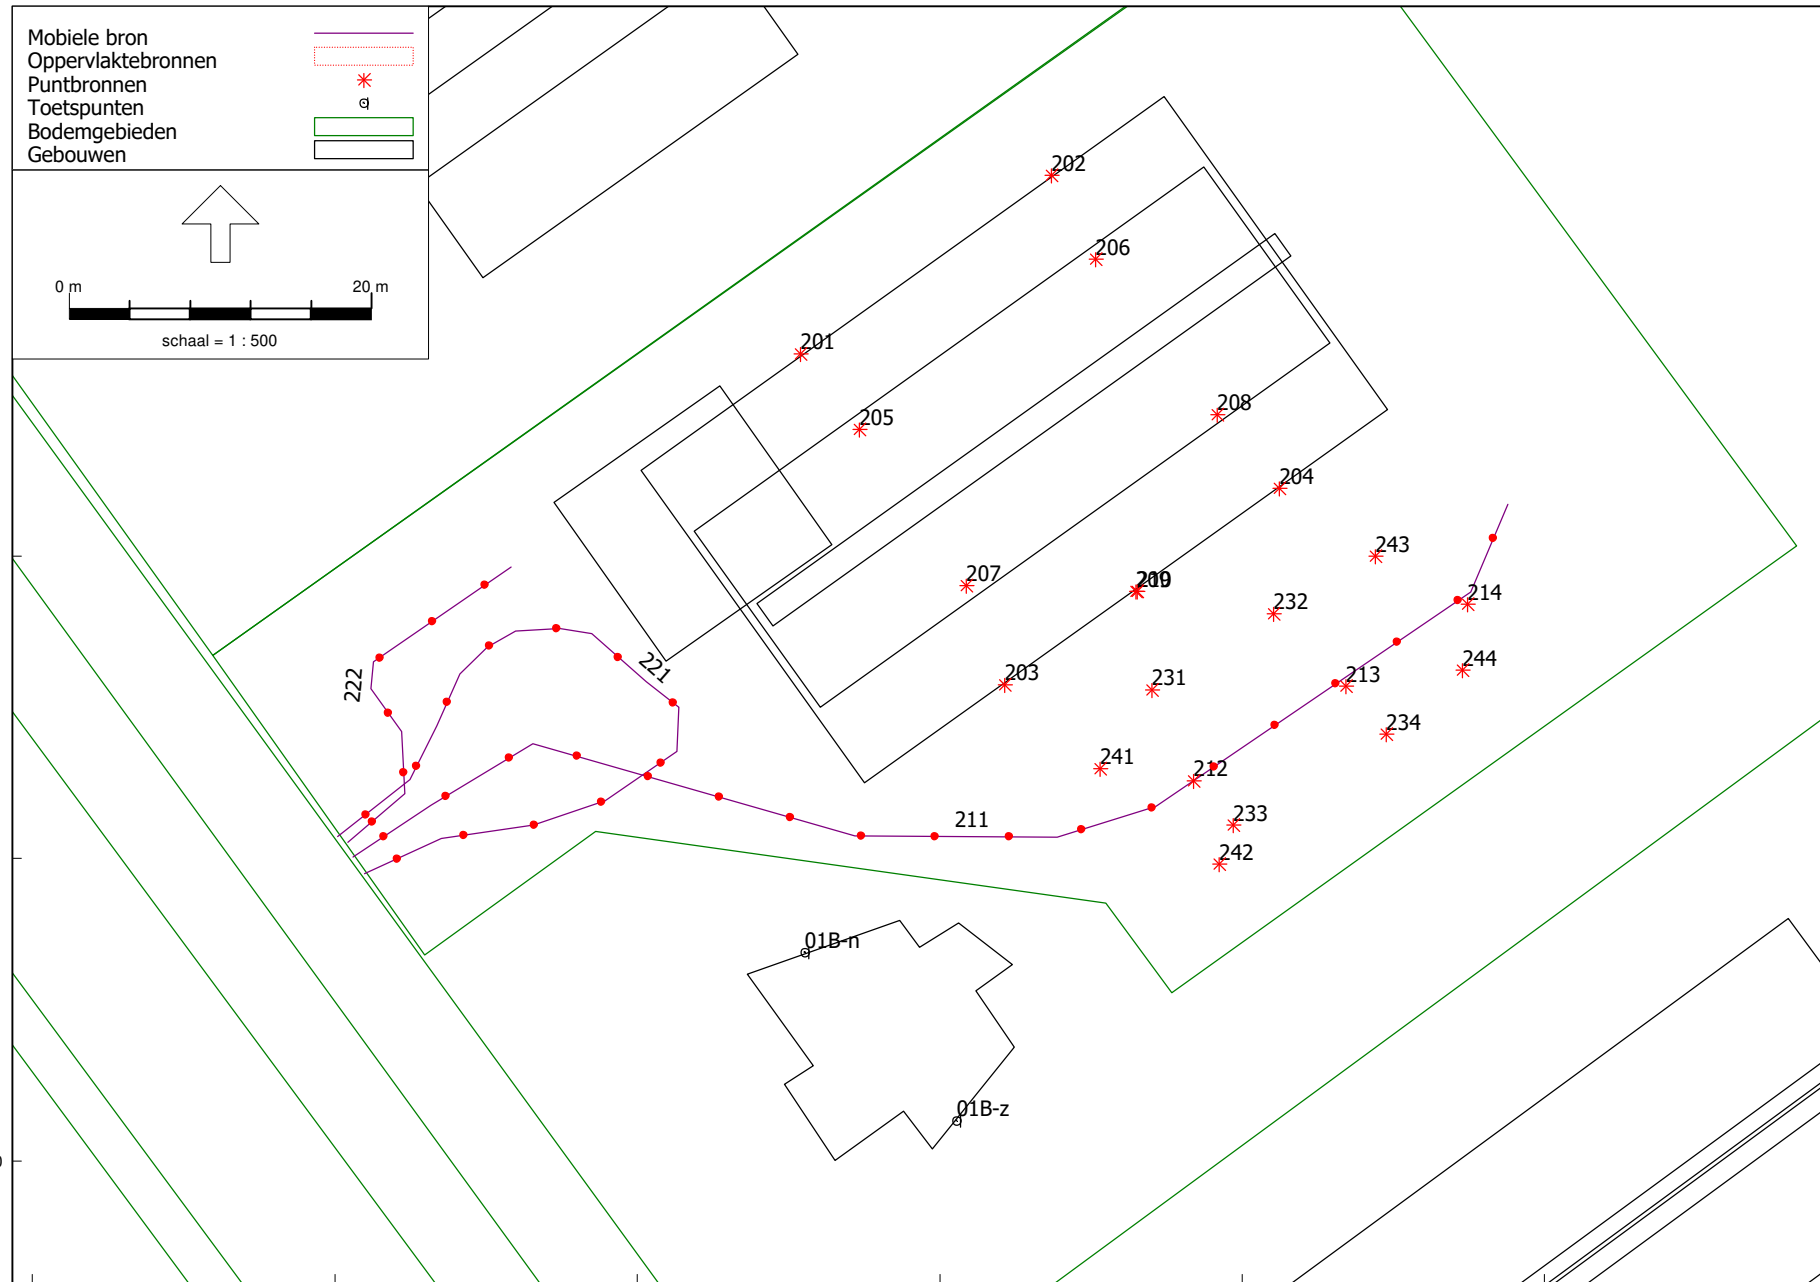 Mobiele bron
Oppervlaktebronnen
Puntbronnen
Toetspunten
Bodemgebieden
Gebouwen
0 m 20 m
schaal = 1 : 500
202
206
201
205
208
204
243
207
232
214
203
231
213
244
222
221
234
241
212
211
233
242
01B-n
01B-z